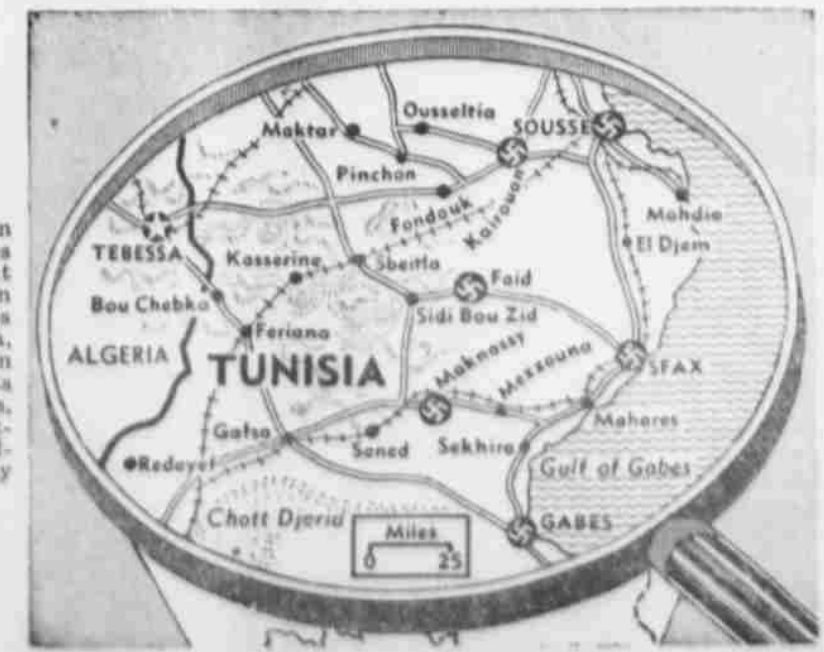 Ousseltia
SOUSSE
Maktar
Pinchon
Fondouk
Kairouan
Mahdia
TEBESSA
El Djem
Kasserine
Sbeitla
Faid
Bou Chebka
Sidi Bou Zid
Feriana
ALGERIA
TUNISIA
Maknassy
Mezzouna
SFAX
Gafsa
Mahares
Sened
Sekhira
Redeyef
Gulf of Gabes
Chott Djerid
Miles
0 25
GABES